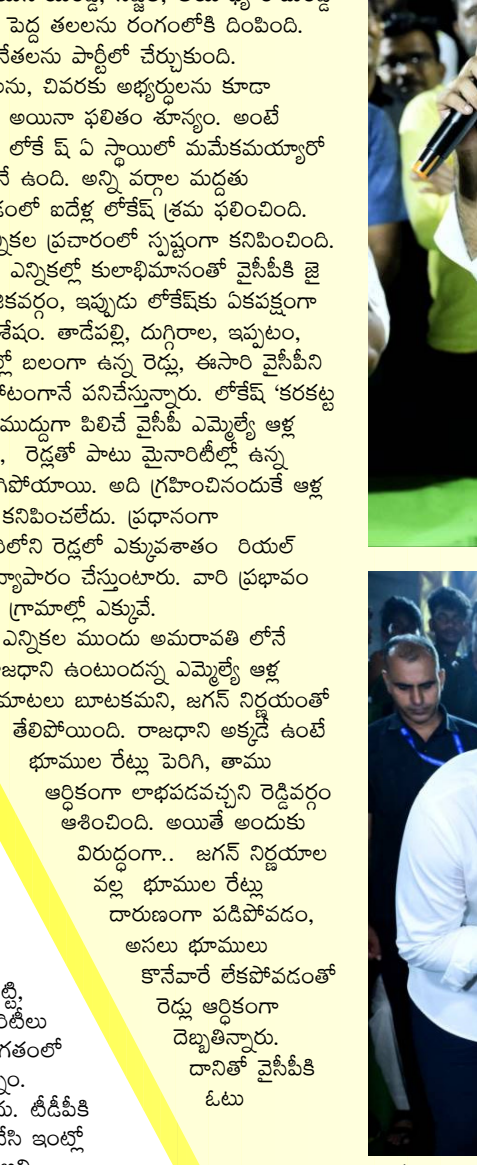 పెద్ద తలలను రంగంలోకి దింపింది.
నేతలను పార్టీలో చేర్చుకుంది.
చివరకు అభ్యర్థులను కూడా
అయినా ఫలితం శూన్యం. అంటే
లోకే ష్ ఏ స్థాయిలో మమేకమయ్యారో
నే ఉంది. అన్ని వర్గాల మద్దతు
ఐదేళ్ల లోకేష్ శ్రమ ఫలించింది.
ప్రచారంలో స్పష్టంగా కనిపించింది.
ఎన్నికల్లో కులాభిమానంతో వైసీపీకి జై
ఇప్పుడు లోకేష్‌కు ఏకపక్షంగా
తాడేపల్లి, దుగ్గిరాల, ఇప్పటం,
బలంగా ఉన్న రెడ్లు, ఈసారి వైసీపీని
పనిచేస్తున్నారు. లోకేష్ ‘కరకట్ట
ముద్దుగా పిలిచే వైసీపీ ఎమ్మెల్యే ఆళ్ల
, రెడ్లతో పాటు మైనారిటీల్లో ఉన్న
అది గ్రహించినందుకే ఆళ్ల
కనిపించలేదు. ప్రధానంగా
రెడ్లలో ఎక్కువశాతం రియల్
వ్యాపారం చేస్తుంటారు. వారి ప్రభావం
గ్రామాల్లో ఎక్కువే.
ఎన్నికల ముందు అమరావతి లోనే
ఉంటుందన్న ఎమ్మెల్యే ఆళ్ల
మాటలు బూటకమని, జగన్ నిర్ణయంతో
తేలిపోయింది. రాజధాని అక్కడే ఉంటే
భూముల రేట్లు పెరిగి, తాము
ఆర్ధికంగా లాభపడవచ్చని రెడ్డివర్గం
ఆశించింది. అయితే అందుకు
విరుద్ధంగా.. జగన్ నిర్ణయాల
వల్ల భూముల రేట్లు
దారుణంగా పడిపోవడం,
అసలు భూములు
కొనేవారే లేకపోవడంతో
రెడ్లు ఆర్ధికంగా
దెబ్బతిన్నారు.
దానితో వైసీపీకి
ఓటు
టీడీపీకి
ఇంట్లో